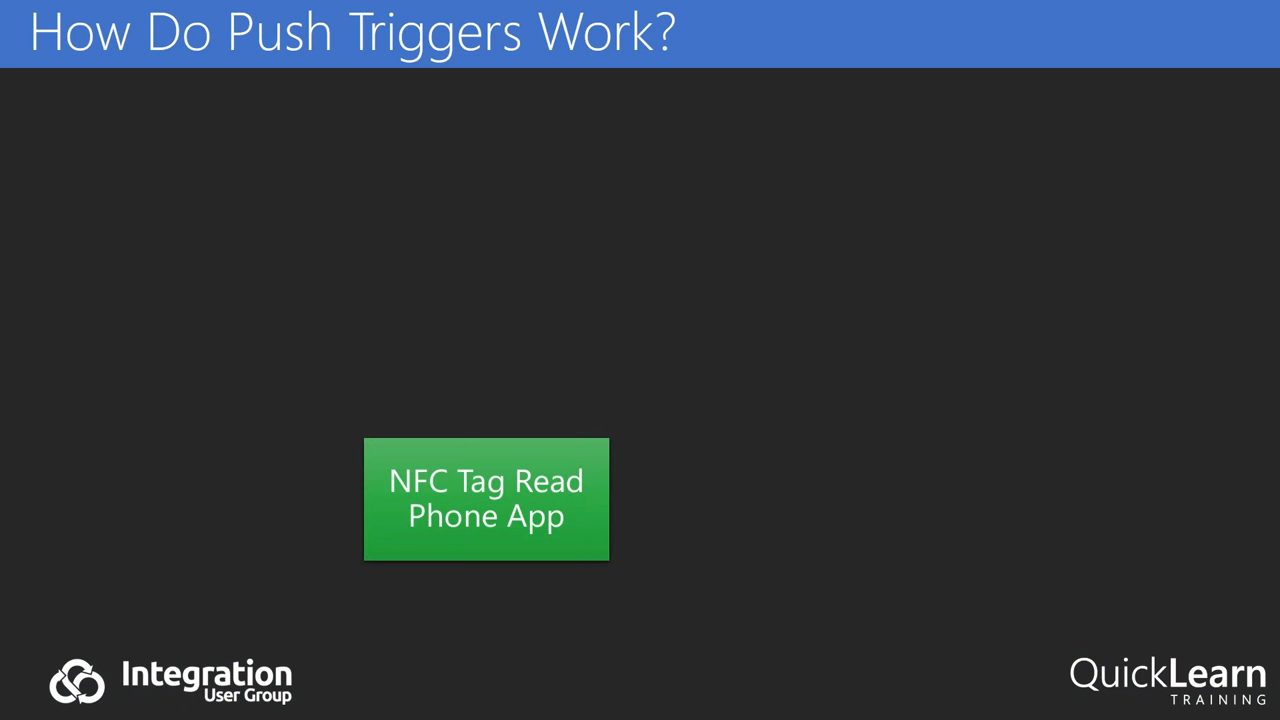 How Do Push Triggers Work?
NFC Tag Read
Phone App
Integration
User Group
QuickLearn
TRAINING